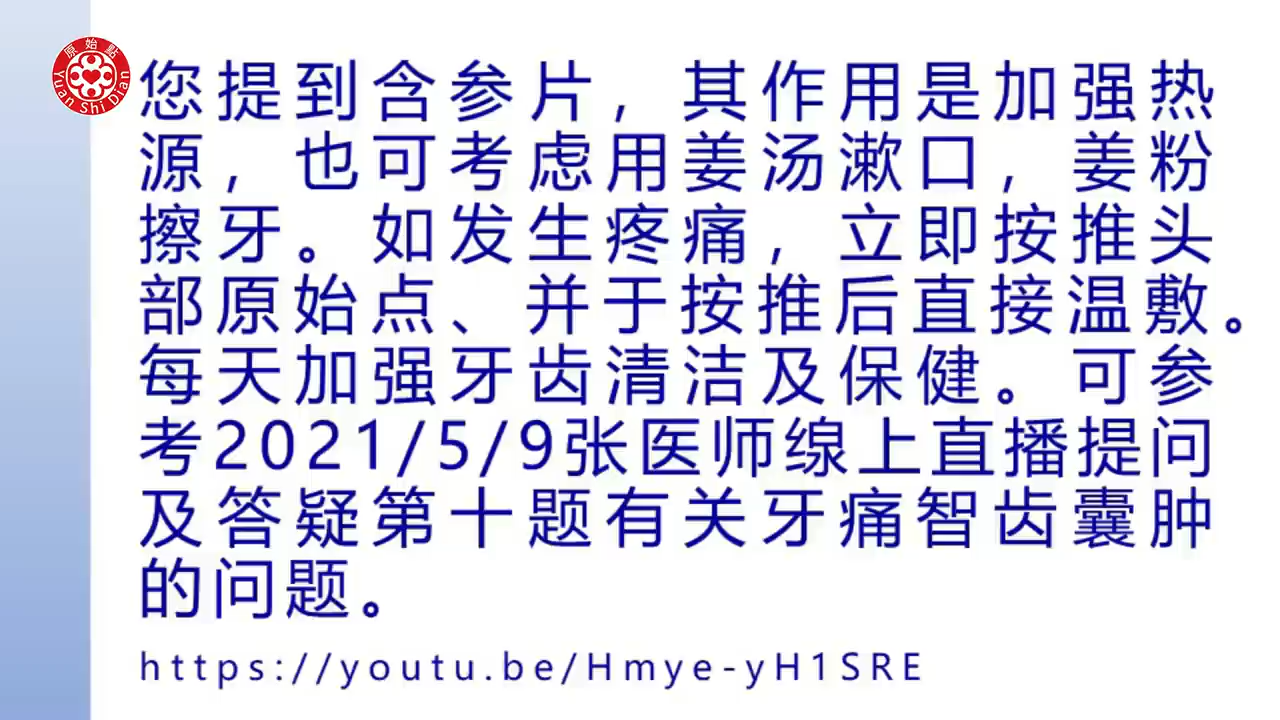 原始點
Yuan Shi Dian
您提到含参片，其作用是加强热
源，也可考虑用姜汤漱口，姜粉
擦牙。如发生疼痛，立即按推头
部原始点、并于按推后直接温敷。
每天加强牙齿清洁及保健。可参
考2021/5/9张医师缐上直播提问
及答疑第十题有关牙痛智齿囊肿
的问题。
https://youtu.be/Hmye-yH1SRE